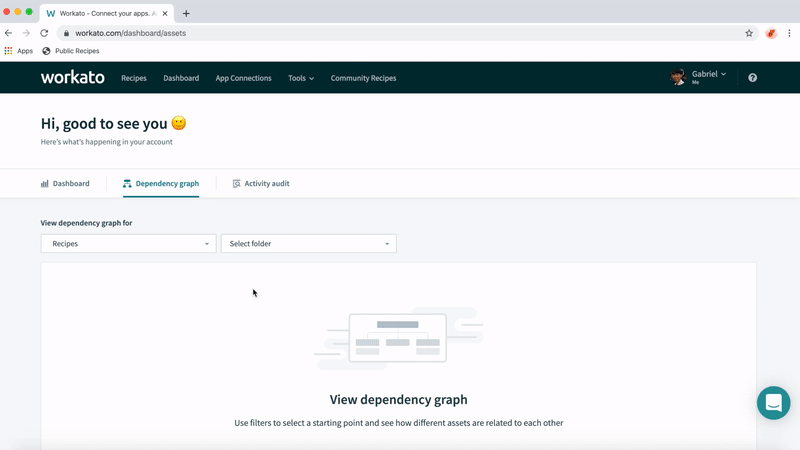 Workato - Connect your apps. A
workato.com/dashboard/assets
Apps Public Recipes
workato Recipes Dashboard App Connections Tools Community Recipes Gabriel
Me
Hi, good to see you
Here's what's happening in your account
Dashboard Dependency graph Activity audit
View dependency graph for
Recipes Select folder
View dependency graph
Use filters to select a starting point and see how different assets are related to each other